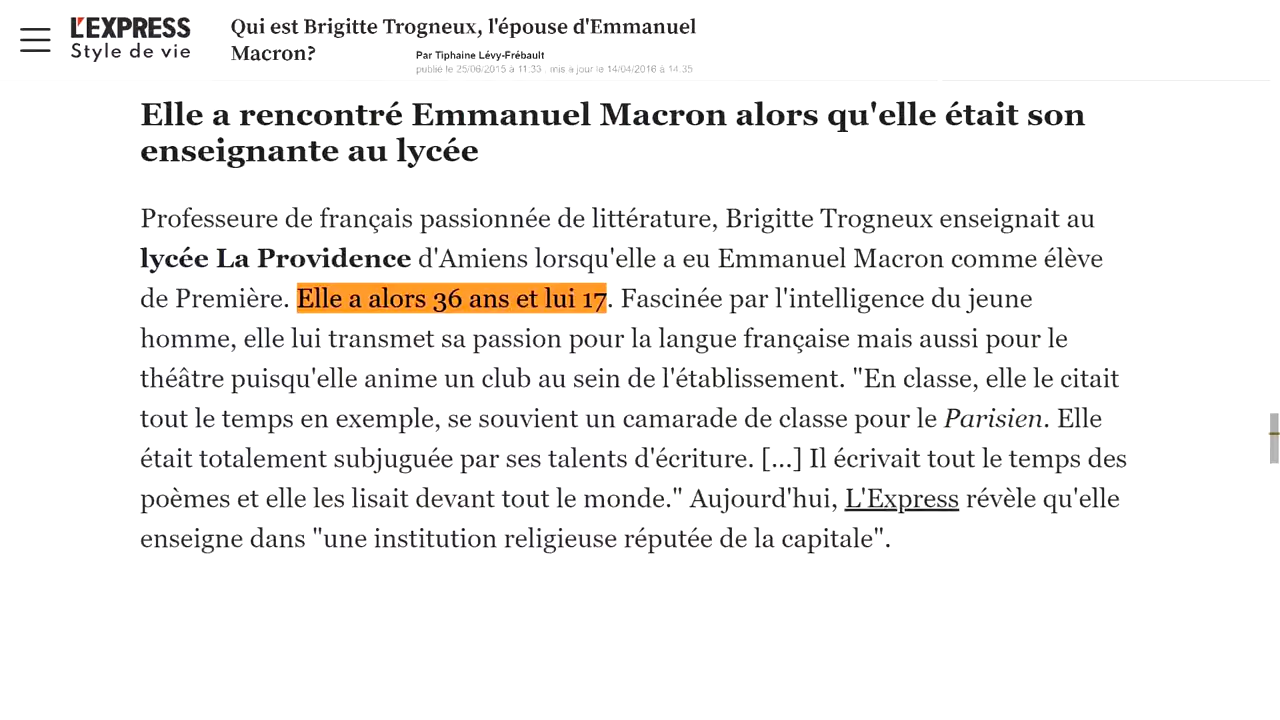 L'EXPRESS
Style de vie
Qui est Brigitte Trogneux, l'épouse d'Emmanuel
Macron?
Par Tiphaine Lévy-Frébault
publié le 25/06/2015 à 11:33 , mis à jour le 14/04/2016 à 14:35
Elle a rencontré Emmanuel Macron alors qu'elle était son
enseignante au lycée
Professeure de français passionnée de littérature, Brigitte Trogneux enseignait au
lycée La Providence d'Amiens lorsqu'elle a eu Emmanuel Macron comme élève
de Première. Elle a alors 36 ans et lui 17. Fascinée par l'intelligence du jeune
homme, elle lui transmet sa passion pour la langue française mais aussi pour le
théâtre puisqu'elle anime un club au sein de l'établissement. "En classe, elle le citait
tout le temps en exemple, se souvient un camarade de classe pour le Parisien. Elle
était totalement subjuguée par ses talents d'écriture. [...] Il écrivait tout le temps des
poèmes et elle les lisait devant tout le monde." Aujourd'hui, L'Express révèle qu'elle
enseigne dans "une institution religieuse réputée de la capitale".